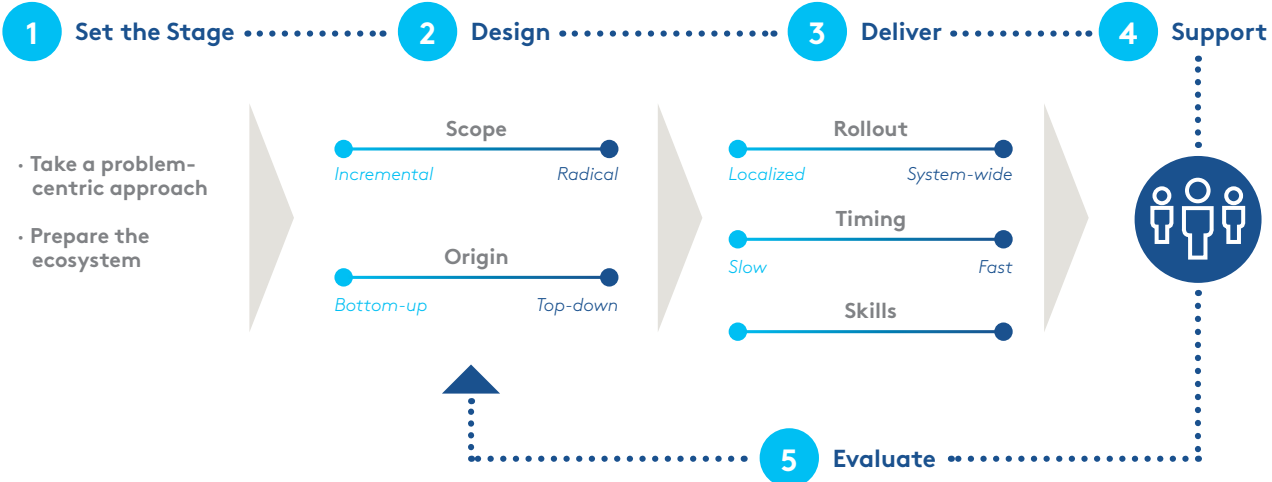 1 Set the Stage
2 Design
3 Deliver
4 Support
· Take a problem-
centric approach
· Prepare the
ecosystem
Scope
Incremental Radical
Origin
Bottom-up Top-down
Rollout
Localized System-wide
Timing
Slow Fast
Skills
5 Evaluate